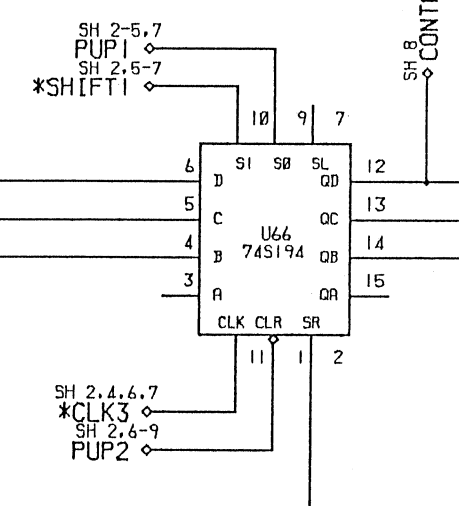 SH 2-5,7
PUP1
SH 2,5-7
*SHIFT1
SH 8
10 9 7
6 S1 S0 SL 12
D QD
5 C QC 13
U66
4 B 74S194 QB 14
3 A QA 15
CLK CLR SR
11 1 2
SH 2,4,6,7
*CLK3
SH 2,6-9
PUP2